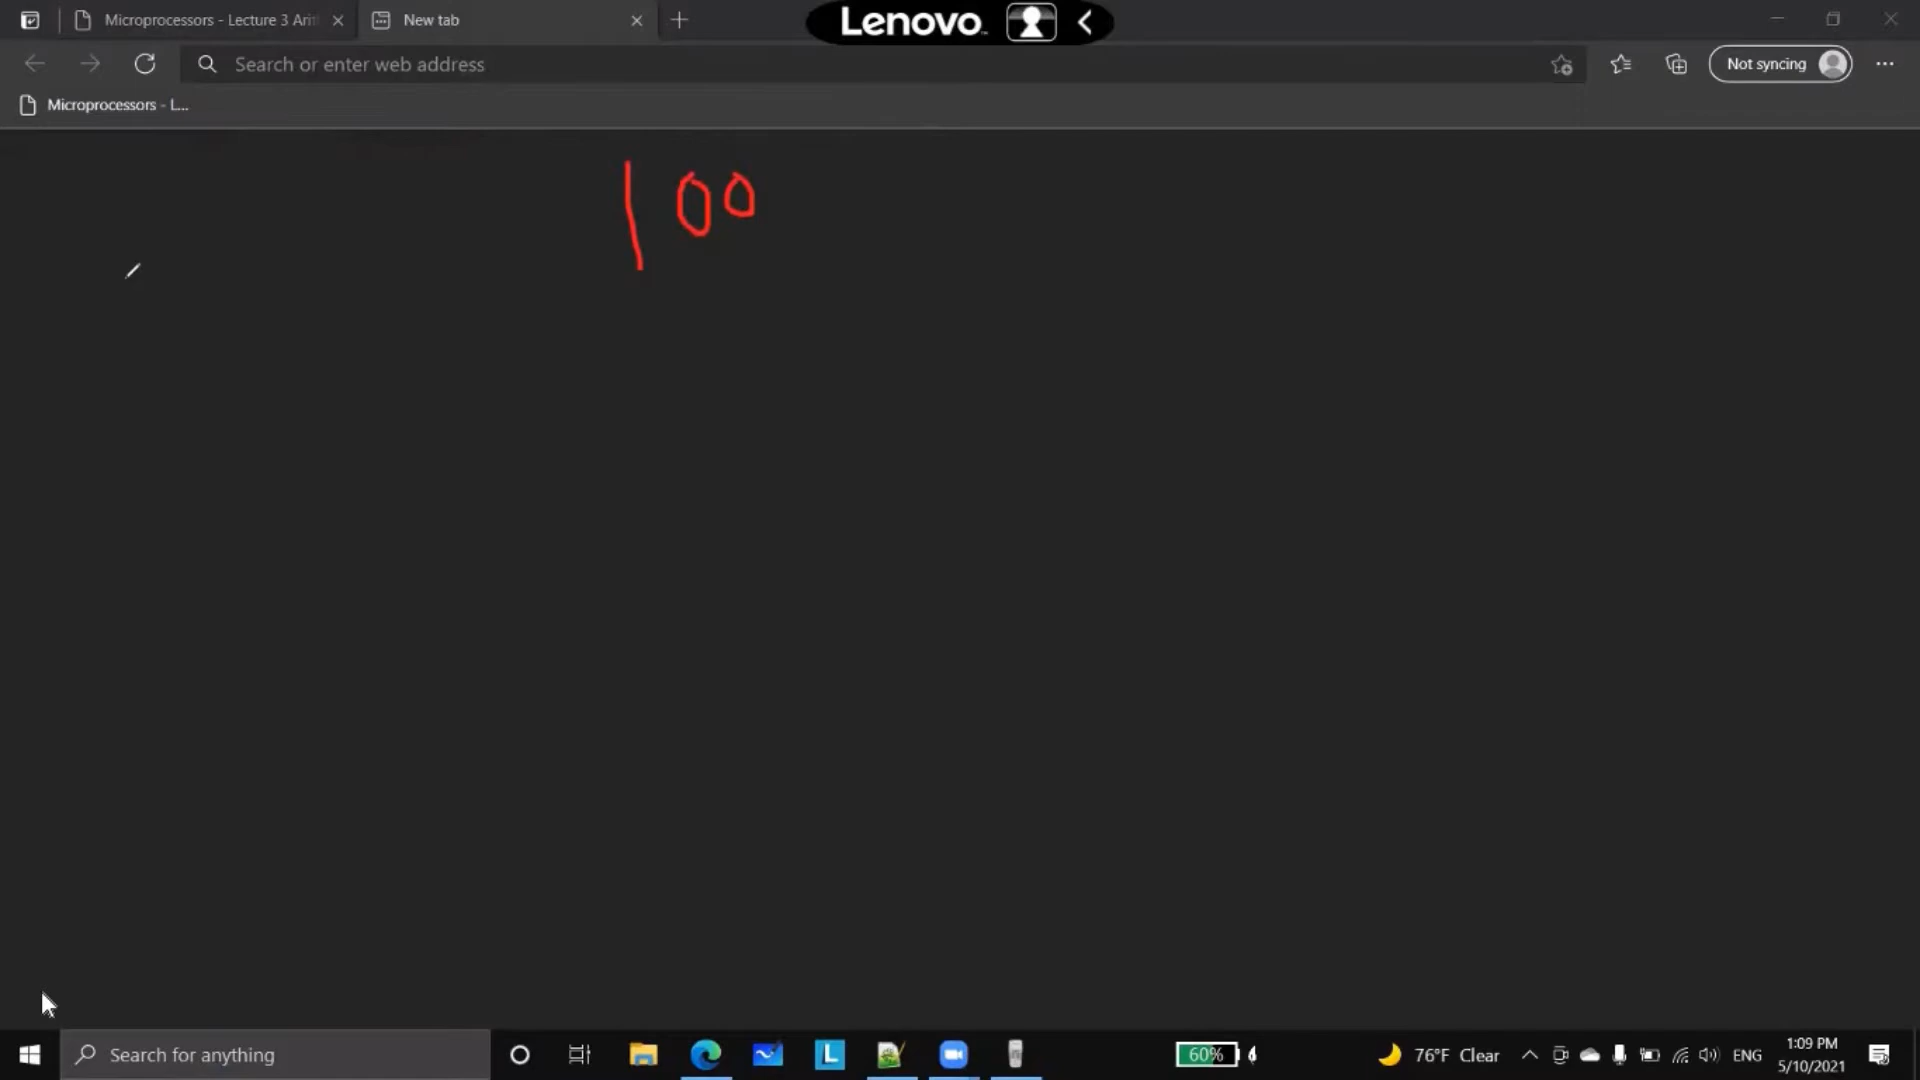 Microprocessors - Lecture 3 Arit
New tab
Lenovo
Search or enter web address
Not syncing
Microprocessors - L...
100
Search for anything
L
60%
76°F Clear
ENG
1:09 PM
5/10/2021